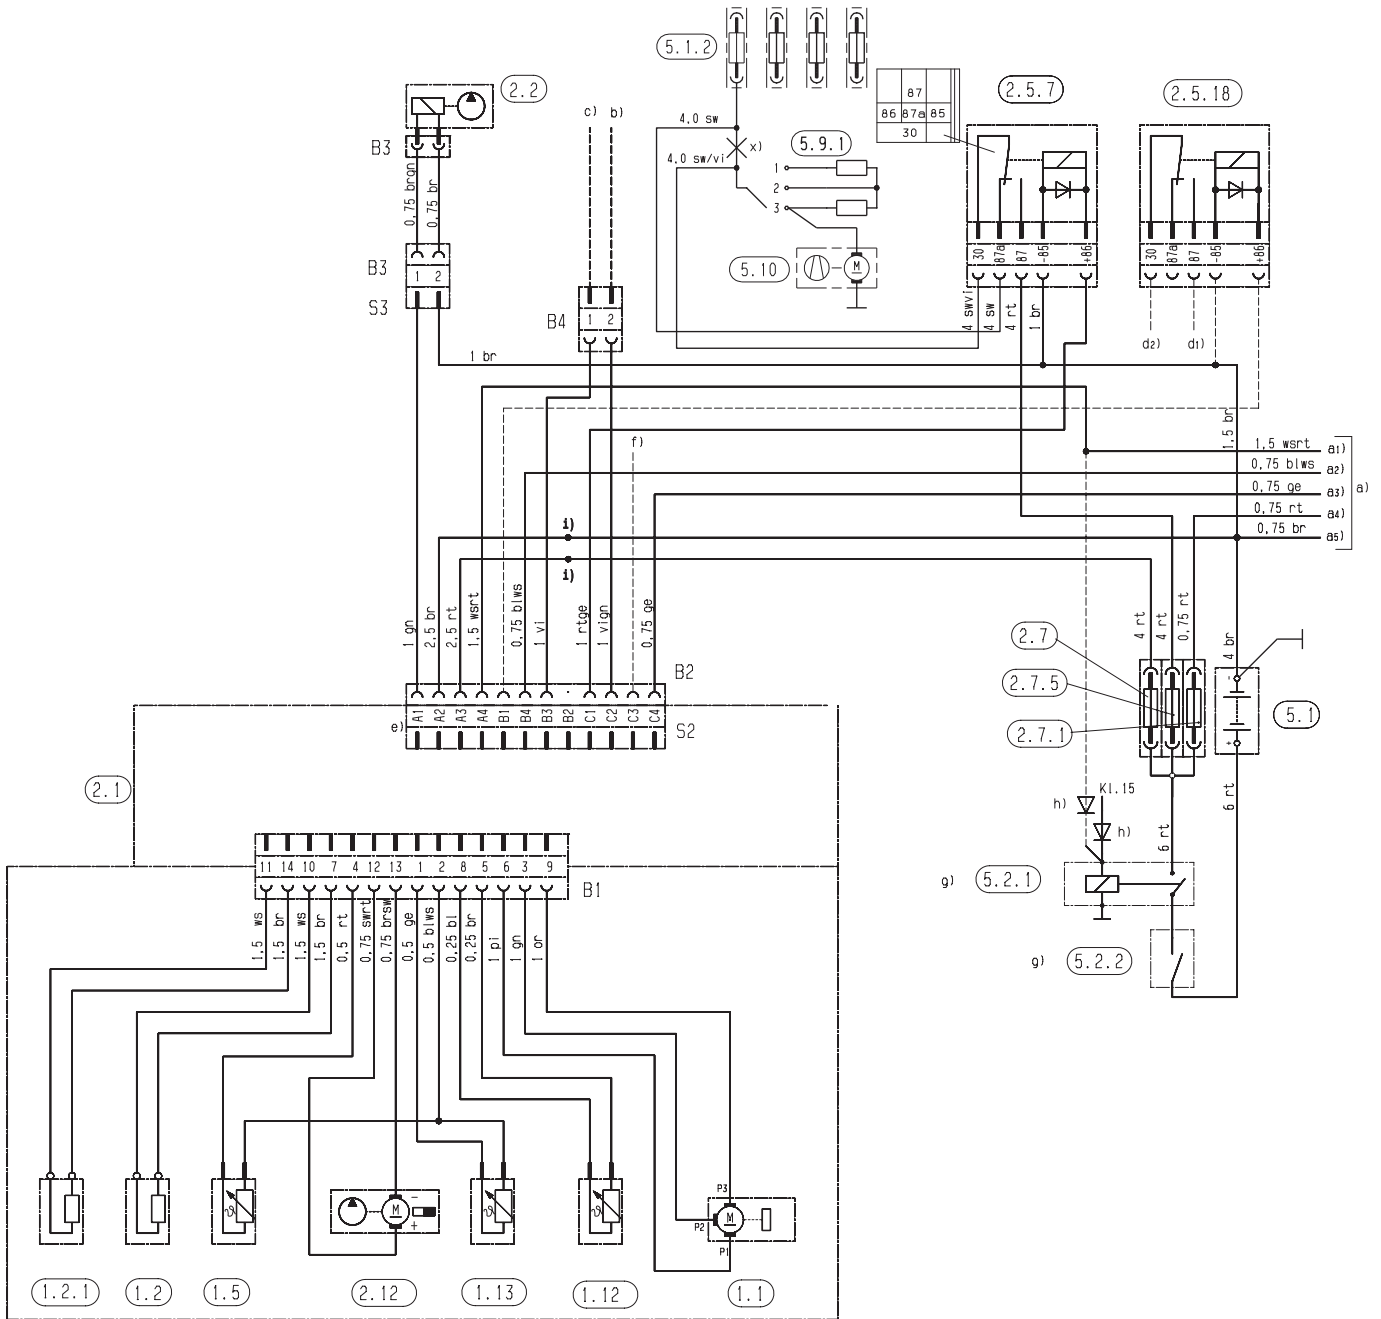 5.1.2
87
86 87a 85
30
2.5.7
2.5.18
2.2
B3
c) b)
4,0 sw
x)
4,0 sw/vi
5.9.1
1
2
3
0,75 brgn
0,75 br
5.10
M
30 87a 87 -85 +86
30 87a 87 -85 +86
B3
1 2
S3
B4
1 2
4 swvi
4 sw
4 rt
1 br
d2) d1)
1 br
f)
1,5 br
1,5 wsrt a1)
0,75 blws a2)
0,75 ge a3)
0,75 rt a4)
0,75 br a5)
a)
i)
i)
1 gn
2,5 br
2,5 rt
1,5 wsrt
0,75 blws
1 vi
1 rtge
1 vign
0,75 ge
4 rt
4 rt
0,75 rt
4 br
2.7
2.7.5
2.7.1
-
+
5.1
B2
e) A1 A2 A3 A4 B1 B4 B3 B2 C1 C2 C3 C4
S2
2.1
6 rt
6 rt
h)
Kl.15
h)
g) 5.2.1
g) 5.2.2
11 14 10 7 4 12 13 1 2 8 5 6 3 9
B1
1,5 ws
1,5 br
1,5 ws
1,5 br
0,5 rt
0,75 swrt
0,75 brsw
0,5 ge
0,5 blws
0,25 bl
0,25 br
1 pi
1 gn
1 or
ϑ
M
-
+
ϑ
ϑ
P3
P2
P1
M
1.2.1
1.2
1.5
2.12
1.13
1.12
1.1